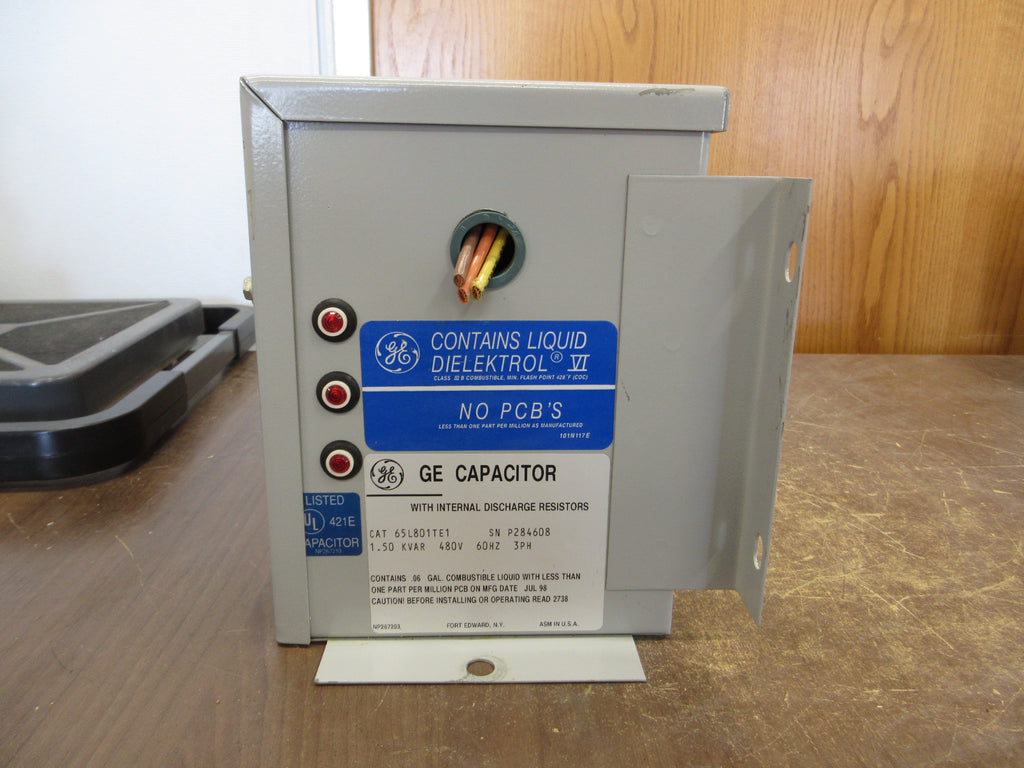 GE
CONTAINS LIQUID
DIELEKTROL® VI
CLASS III B COMBUSTIBLE, MIN. FLASH POINT 428°F (COC)
NO PCB'S
LESS THAN ONE PART PER MILLION AS MANUFACTURED
101N117E
GE GE CAPACITOR
WITH INTERNAL DISCHARGE RESISTORS
CAT 65L801TE1 SN P284608
1.50 KVAR 480V 60HZ 3PH
CONTAINS .06 GAL. COMBUSTIBLE LIQUID WITH LESS THAN
ONE PART PER MILLION PCB ON MFG DATE JUL 98
CAUTION! BEFORE INSTALLING OR OPERATING READ 2738
NP267203 FORT EDWARD, N.Y. ASM IN U.S.A.
LISTED
UL 421E
APACITOR